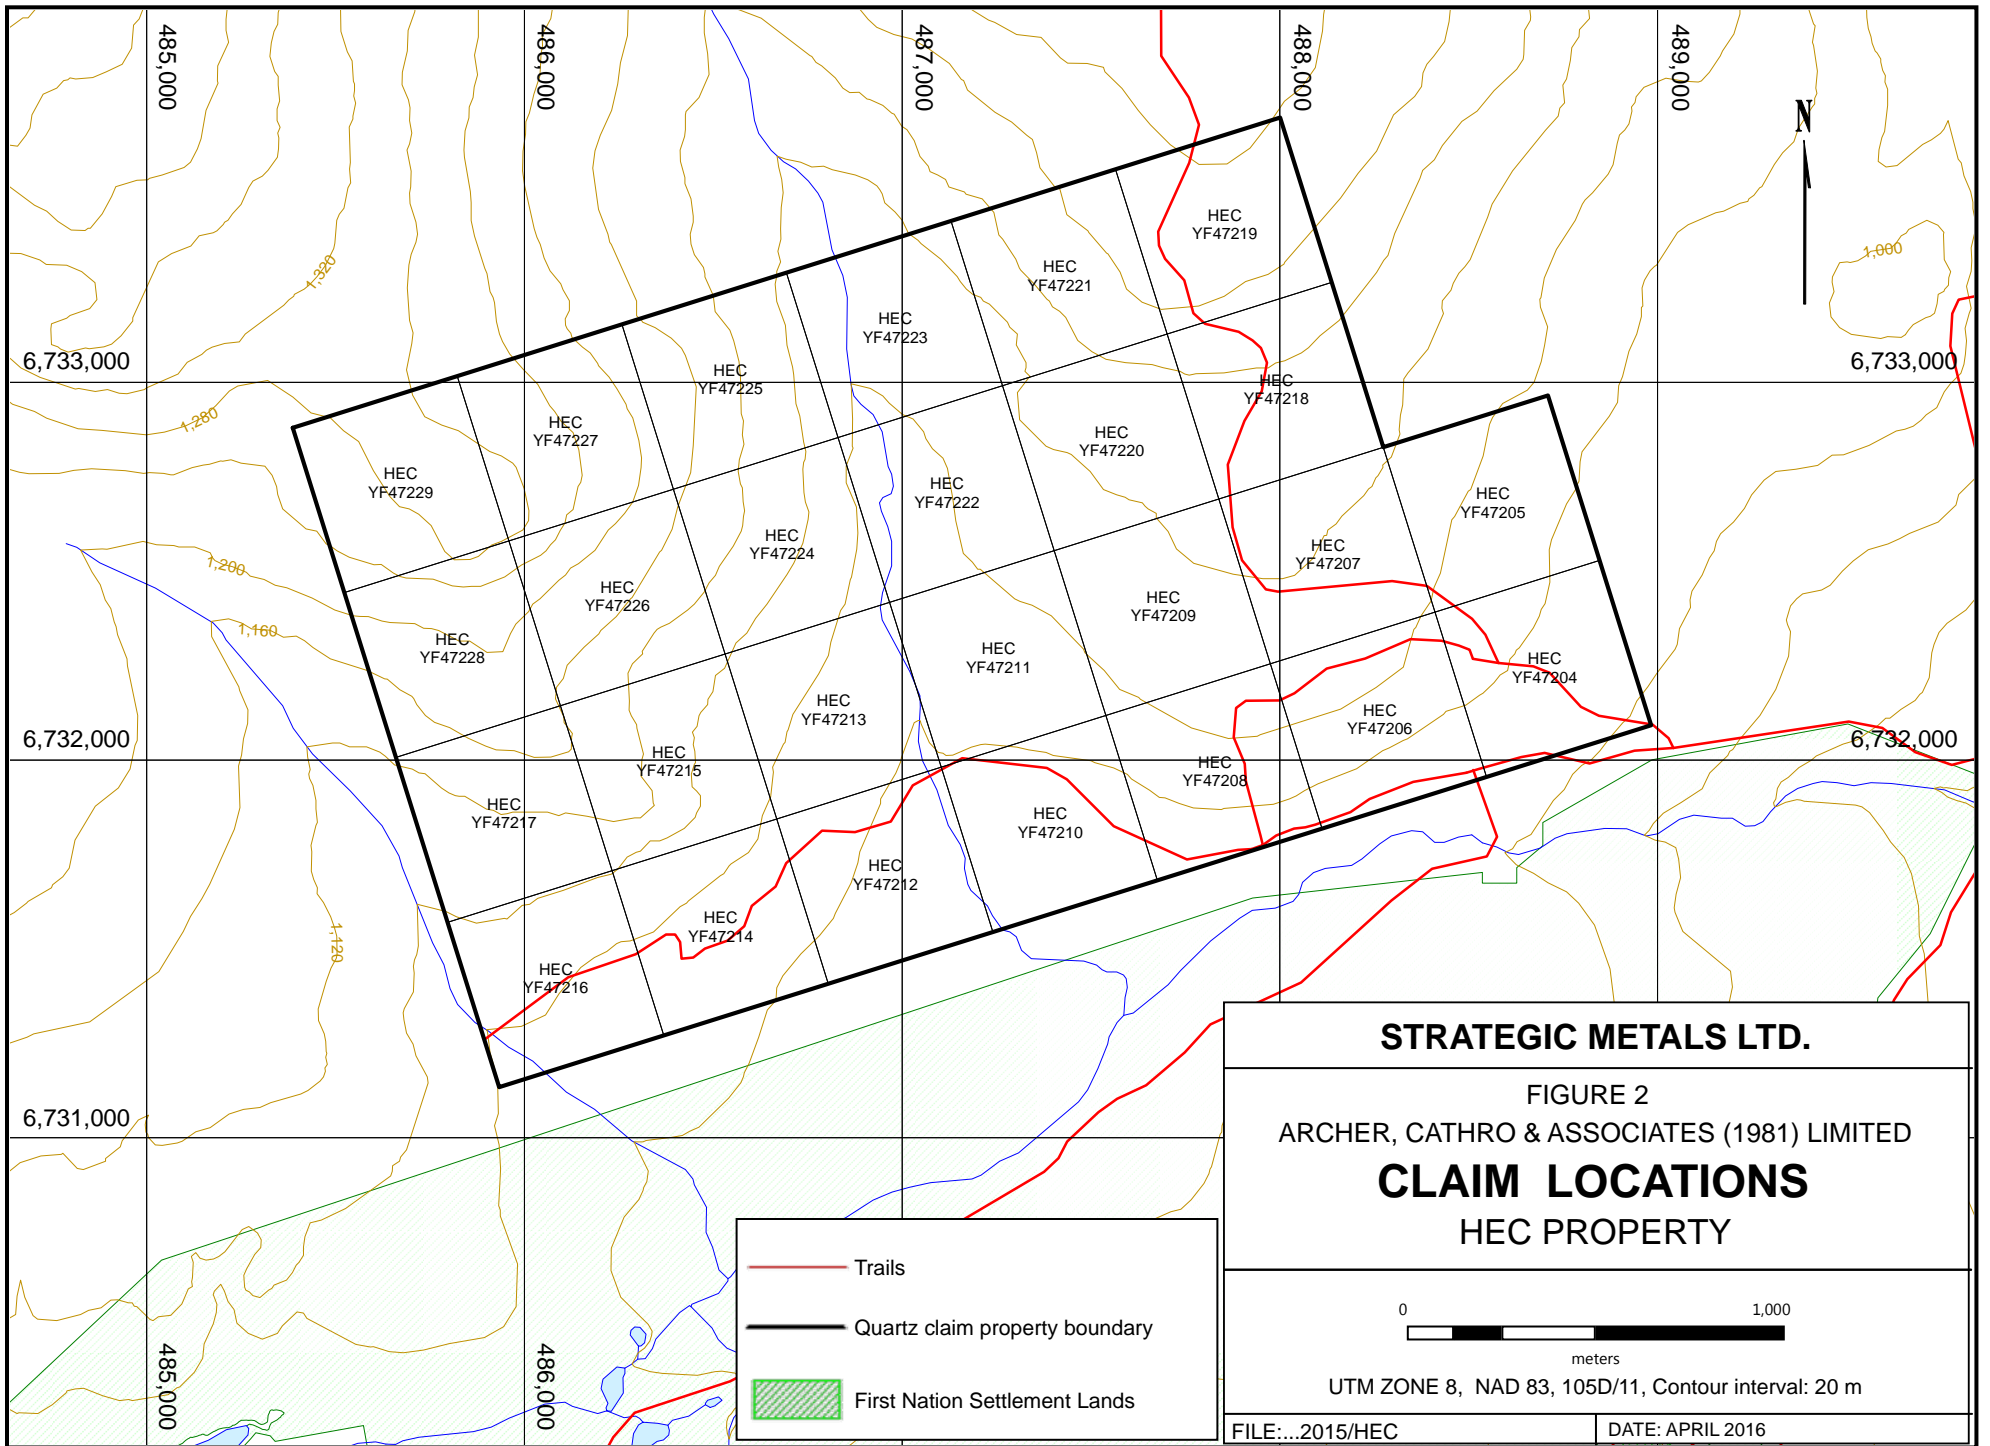 485,000
486,000
487,000
488,000
489,000
N
1,320
1,000
HEC
YF47219
HEC
YF47221
HEC
YF47223
6,733,000
6,733,000
HEC
YF47225
HEC
YF47218
1,280
HEC
YF47227
HEC
YF47220
HEC
YF47229
HEC
YF47222
HEC
YF47205
HEC
YF47224
HEC
YF47207
1,200
HEC
YF47226
HEC
YF47209
1,160
HEC
YF47228
HEC
YF47211
HEC
YF47204
HEC
YF47213
HEC
YF47206
6,732,000
6,732,000
HEC
YF47215
HEC
YF47208
HEC
YF47217
HEC
YF47210
HEC
YF47212
1,120
HEC
YF47214
HEC
YF47216
6,731,000
485,000
486,000
Trails
Quartz claim property boundary
First Nation Settlement Lands
STRATEGIC METALS LTD.
FIGURE 2
ARCHER, CATHRO & ASSOCIATES (1981) LIMITED
CLAIM LOCATIONS
HEC PROPERTY
0 1,000
meters
UTM ZONE 8, NAD 83, 105D/11, Contour interval: 20 m
FILE:...2015/HEC
DATE: APRIL 2016